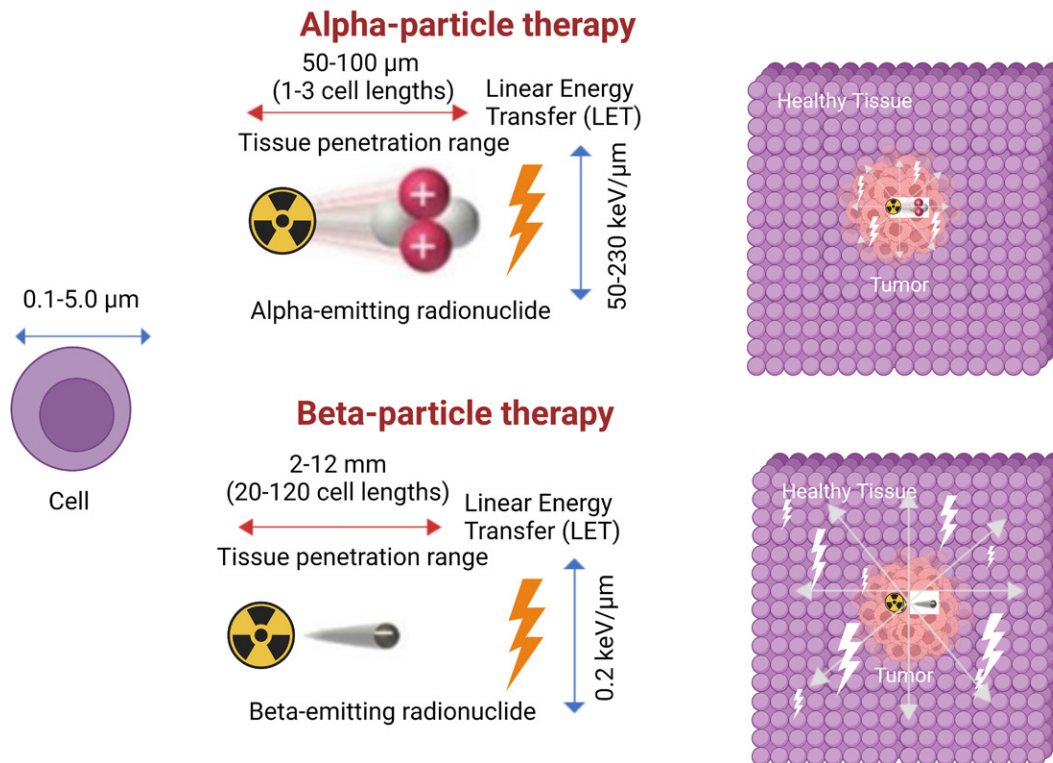 Alpha-particle therapy
50-100 μm
(1-3 cell lengths)
Tissue penetration range
Linear Energy
Transfer (LET)
50-230 keV/μm
+
+
Alpha-emitting radionuclide
Healthy Tissue
Tumor
0.1-5.0 μm
Cell
Beta-particle therapy
2-12 mm
(20-120 cell lengths)
Tissue penetration range
Linear Energy
Transfer (LET)
0.2 keV/μm
−
Beta-emitting radionuclide
Healthy Tissue
Tumor